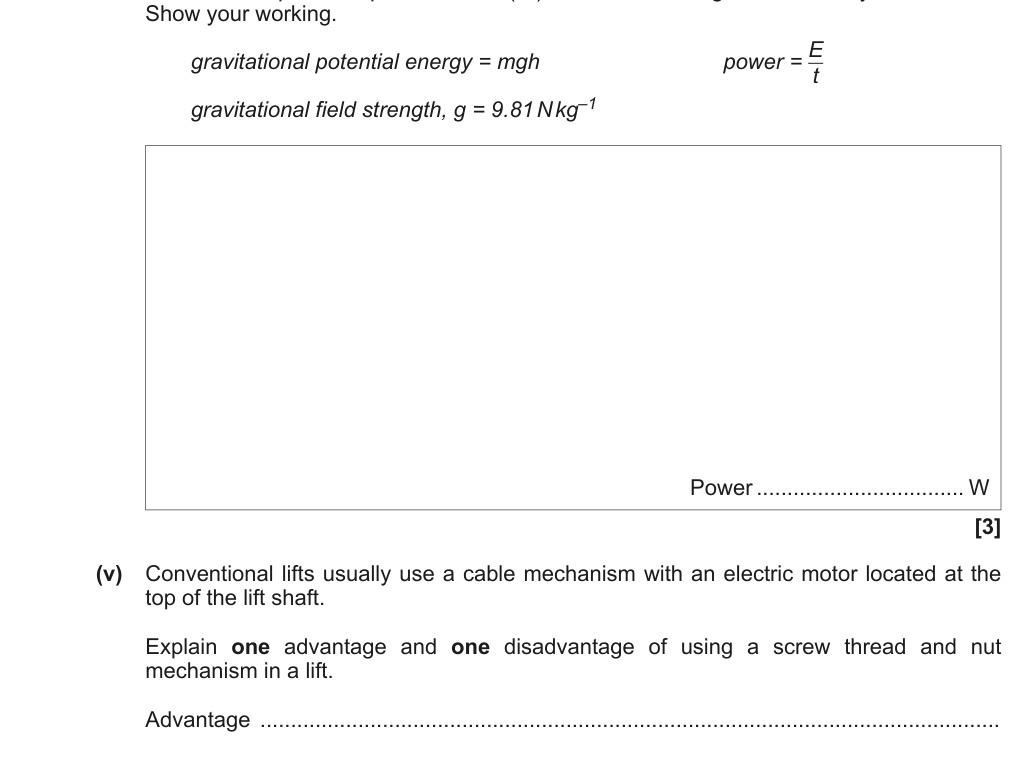 Show your working.
gravitational potential energy = mgh power = E/t
gravitational field strength, g = 9.81 N kg⁻¹
Power .................................. W
[3]
(v) Conventional lifts usually use a cable mechanism with an electric motor located at the
top of the lift shaft.
Explain one advantage and one disadvantage of using a screw thread and nut
mechanism in a lift.
Advantage ..........................................................................................................................